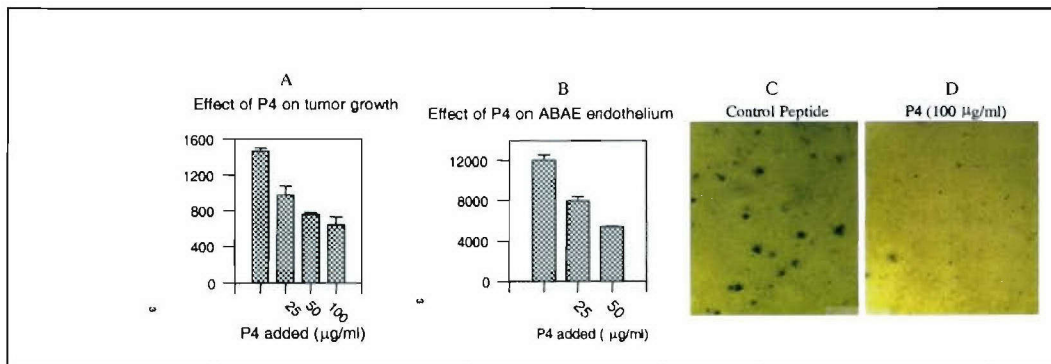 A
Effect of P4 on tumor growth
1600
1200
800
400
0
25
50
100
P4 added (μg/ml)
B
Effect of P4 on ABAE endothelium
12000
8000
4000
0
25
50
P4 added ( μg/ml)
C
Control Peptide
D
P4 (100 μg/ml)